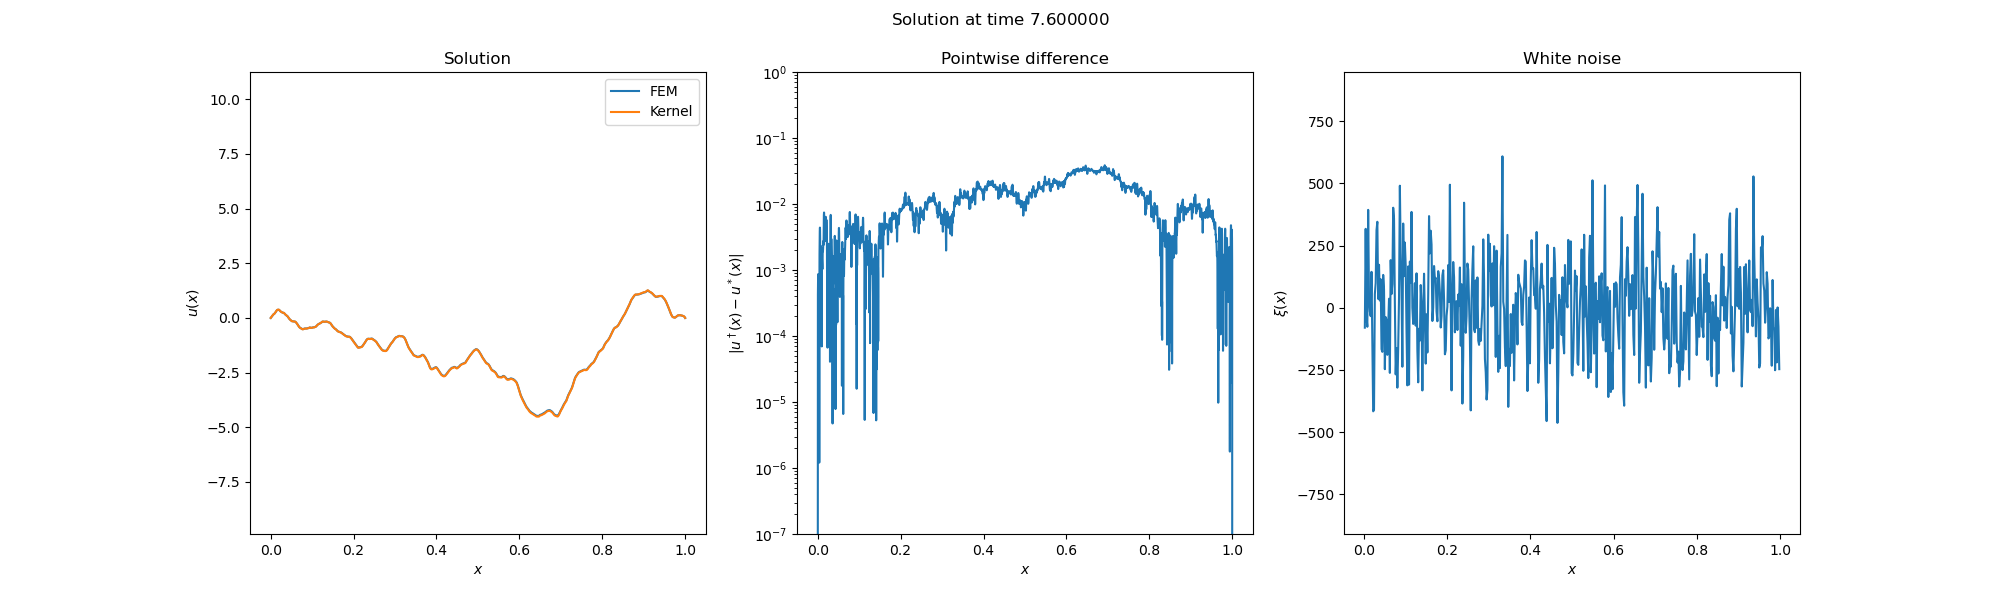 Solution at time 7.600000
Solution
10.0
7.5
5.0
2.5
0.0
−2.5
−5.0
−7.5
u(x)
0.0 0.2 0.4 0.6 0.8 1.0
x
FEM
Kernel
Pointwise difference
10⁰
10⁻¹
10⁻²
10⁻³
10⁻⁴
10⁻⁵
10⁻⁶
10⁻⁷
|u†(x) − u*(x)|
0.0 0.2 0.4 0.6 0.8 1.0
x
White noise
750
500
250
0
−250
−500
−750
ξ(x)
0.0 0.2 0.4 0.6 0.8 1.0
x